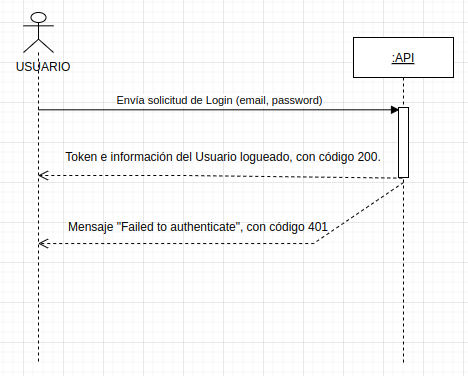 USUARIO
:API
Envía solicitud de Login (email, password)
Token e información del Usuario logueado, con código 200.
Mensaje "Failed to authenticate", con código 401